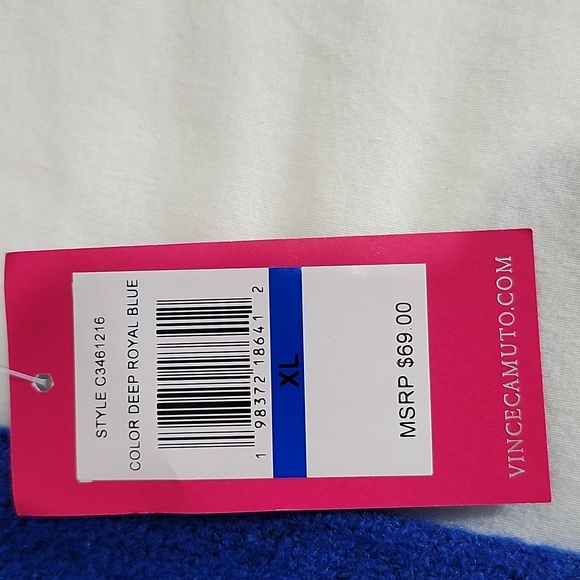 STYLE C3461216
COLOR DEEP ROYAL BLUE
1 98372 18641 2
XL
MSRP $69.00
VINCECAMUTO.COM